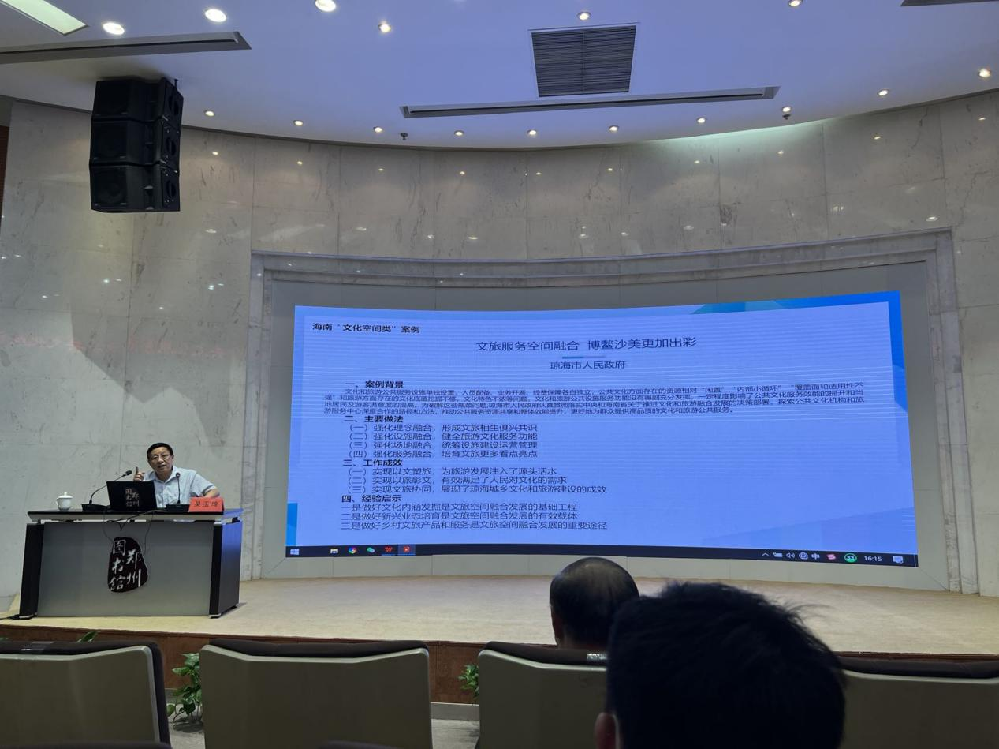 海南“文化空间类”案例
文旅服务空间融合 博鳌沙美更加出彩
琼海市人民政府
一、案例背景
文化和旅游公共服务设施单独设置，人员配备、业务开展、经费保障各自独立，公共文化方面存在的资源相对“闲置”“内部小循环”“覆盖面和适用性不
强”和旅游方面存在的文化底蕴挖掘不够，文化特色不浓等问题，文化和旅游公共设施服务功能没有得到充分发挥，一定程度影响了公共文化服务效能的提升和当
地居民及游客满意度的提高。为破解这些瓶颈问题,琼海市人民政府认真贯彻落实中央和海南省关于推进文化和旅游融合发展的决策部署，探索公共文化机构和旅
游服务中心深度合作的路径和方法，推动公共服务资源共享和整体效能提升，更好地为群众提供高品质的文化和旅游公共服务。
二、主要做法
（一）强化理念融合，形成文旅相生俱兴共识
（二）强化设施融合，健全旅游文化服务功能
（三）强化场地融合，统筹设施建设运营管理
（四）强化服务融合，培育文旅更多看点亮点
三、工作成效
（一）实现以文塑旅，为旅游发展注入了源头活水
（二）实现以旅彰文，有效满足了人民对文化的需求
（三）实现文旅协同，展现了琼海城乡文化和旅游建设的成效
四、经验启示
一是做好文化内涵发掘是文旅空间融合发展的基础工程
二是做好新兴业态培育是文旅空间融合发展的有效载体
三是做好乡村文旅产品和服务是文旅空间融合发展的重要途径
中
33
16:15
郑州图书馆
郑州图书馆